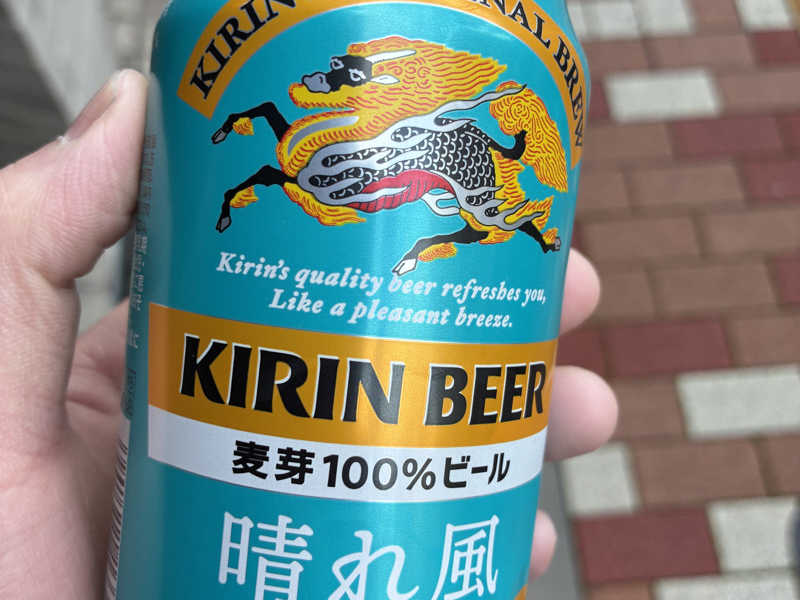 KIRIN
NAL BREW
Kirin's quality beer refreshes you,
Like a pleasant breeze.
KIRIN BEER
麦芽100%ビール
晴れ風